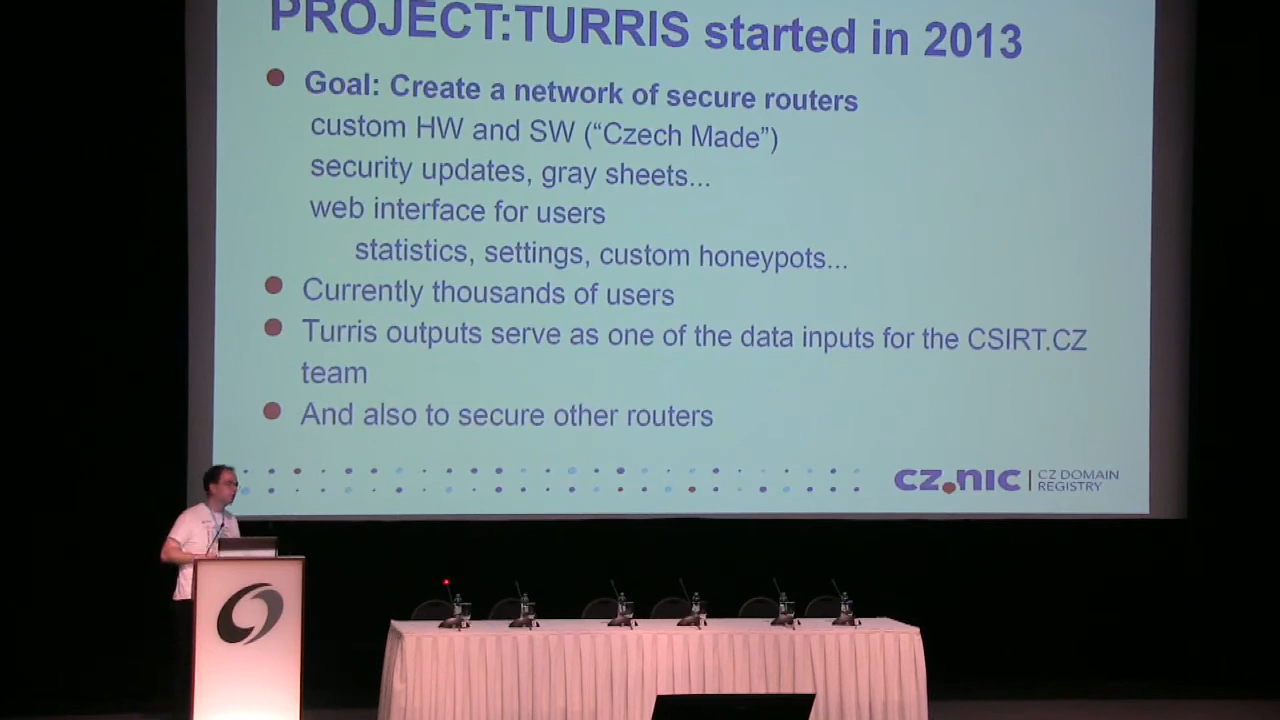 PROJECT:TURRIS started in 2013
Goal: Create a network of secure routers
custom HW and SW (“Czech Made”)
security updates, gray sheets...
web interface for users
statistics, settings, custom honeypots...
Currently thousands of users
Turris outputs serve as one of the data inputs for the CSIRT.CZ
team
And also to secure other routers
CZ.NIC | CZ DOMAIN
REGISTRY